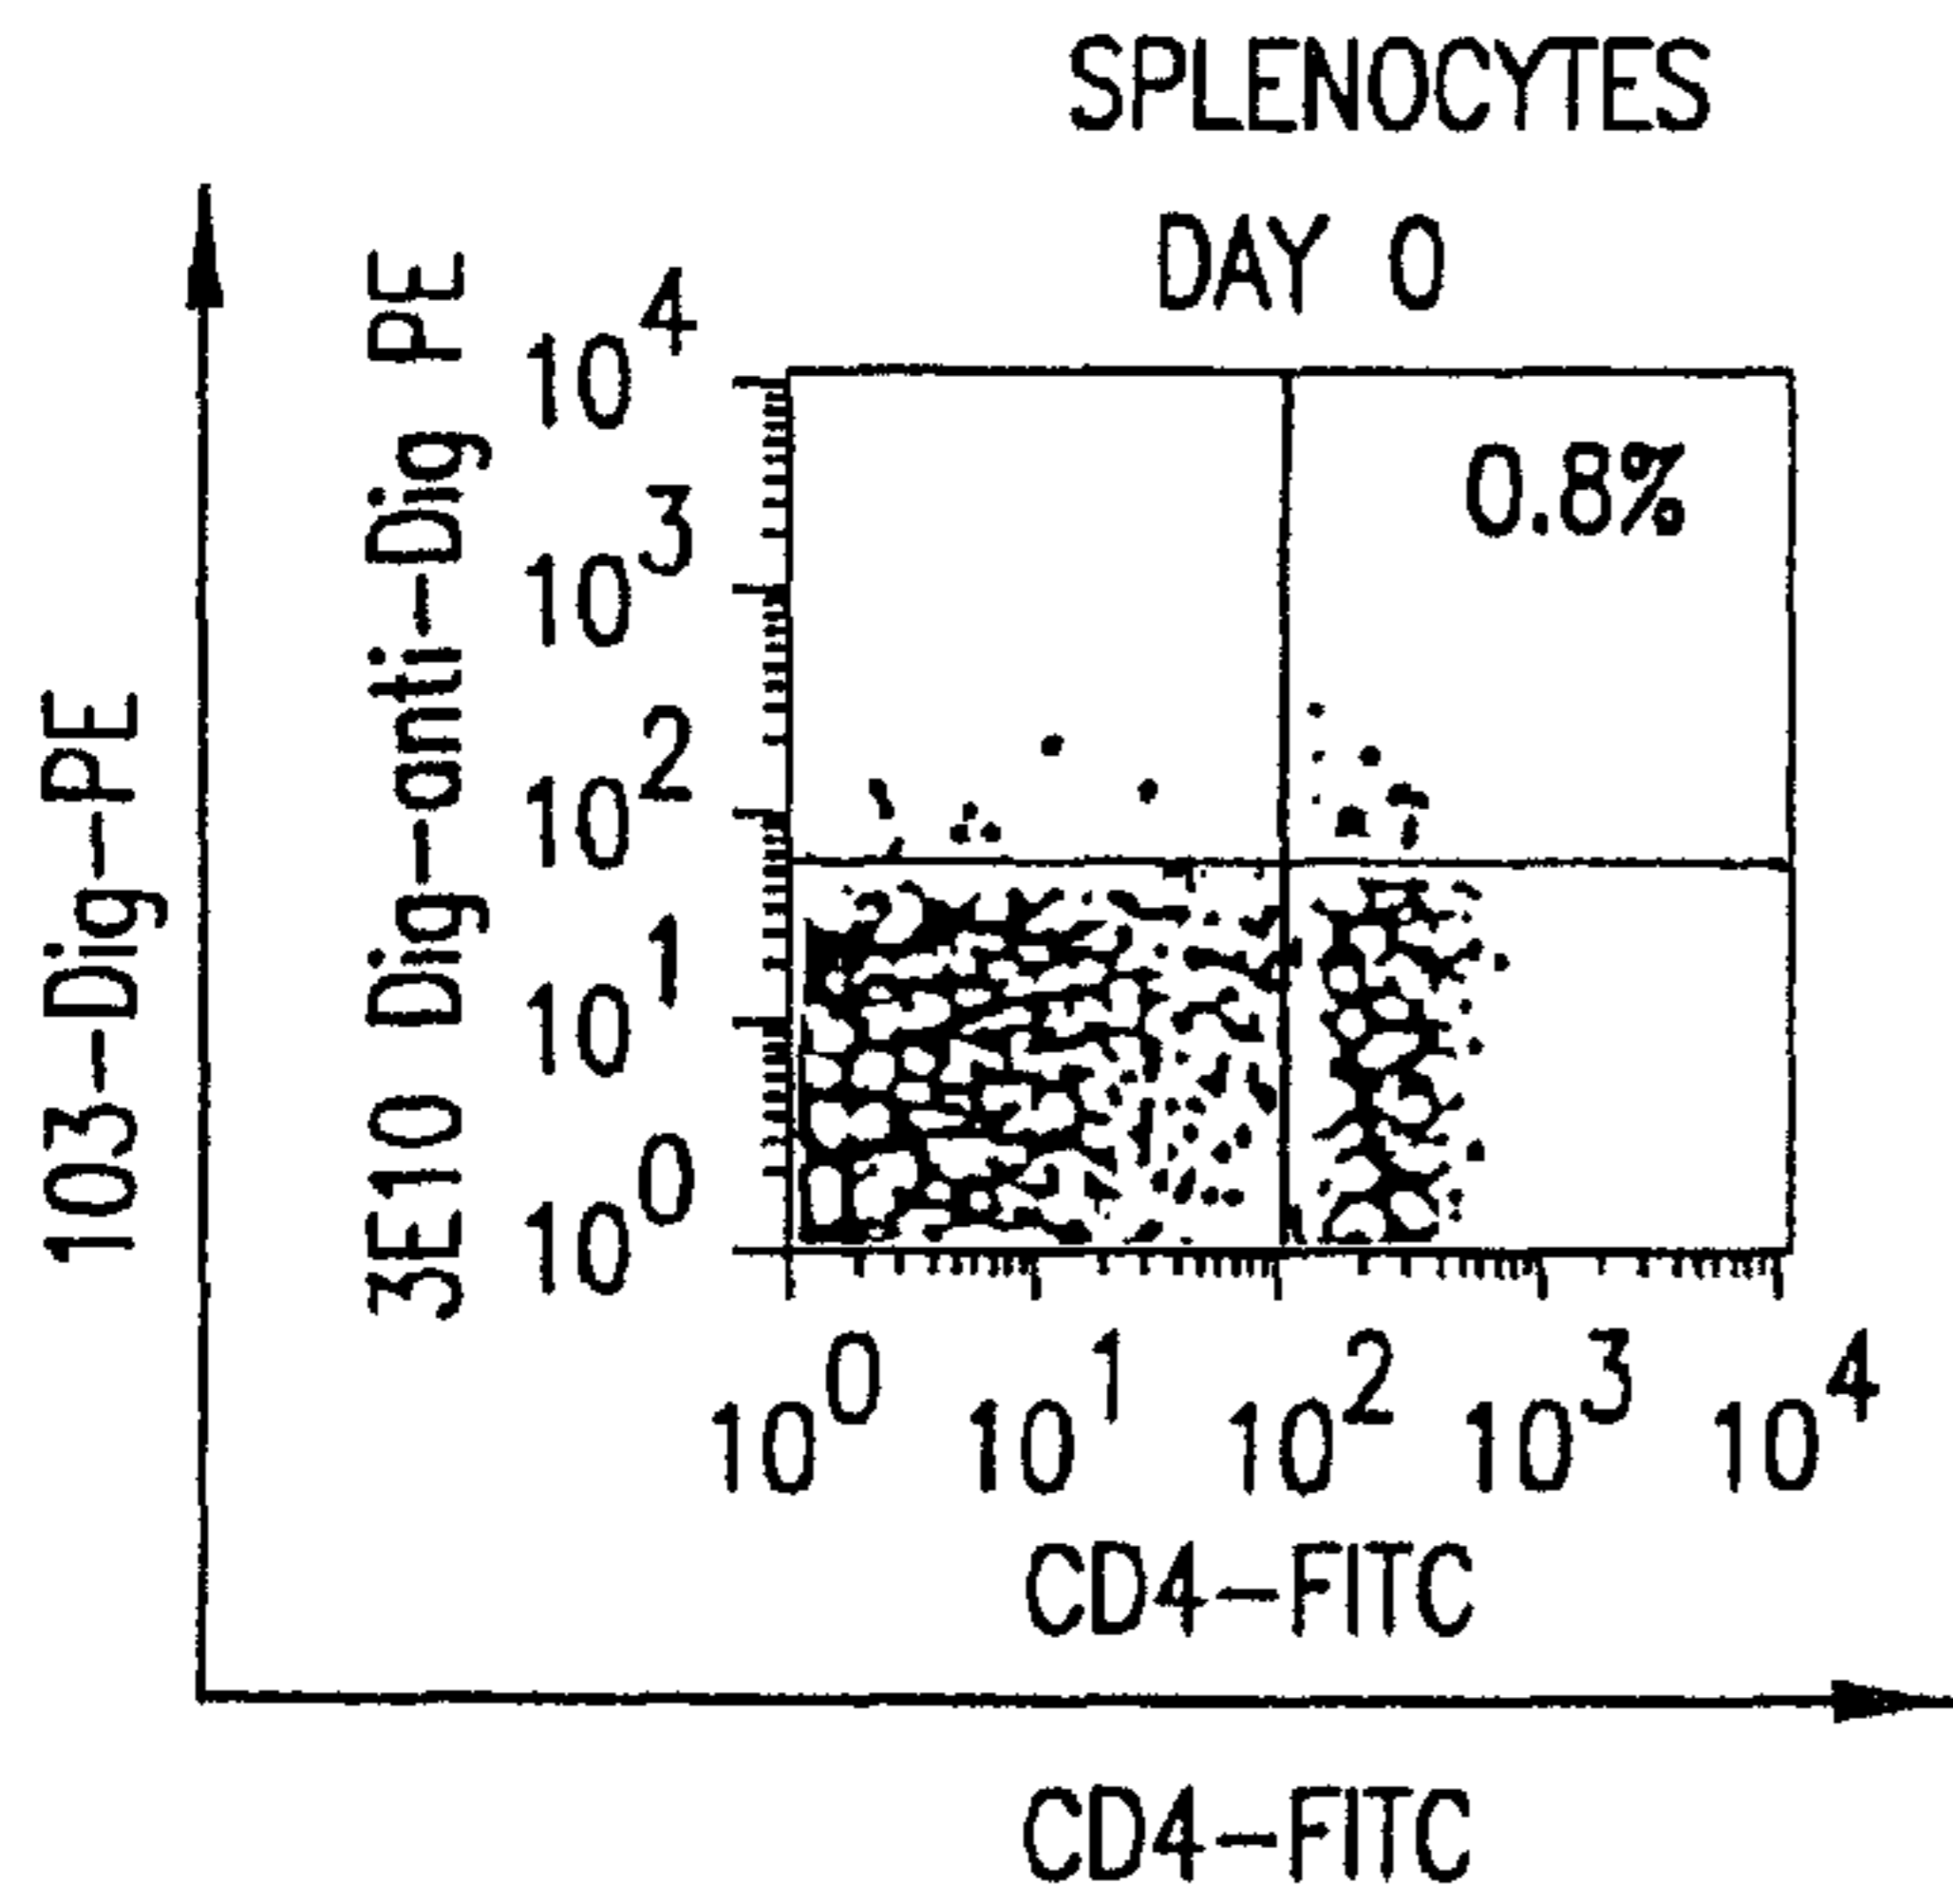 SPLENOCYTES
DAY 0
103-Dig-PE
3E10 Dig-anti-Dig PE
10^4
10^3
10^2
10^1
10^0
0.8%
10^0 10^1 10^2 10^3 10^4
CD4-FITC
CD4-FITC